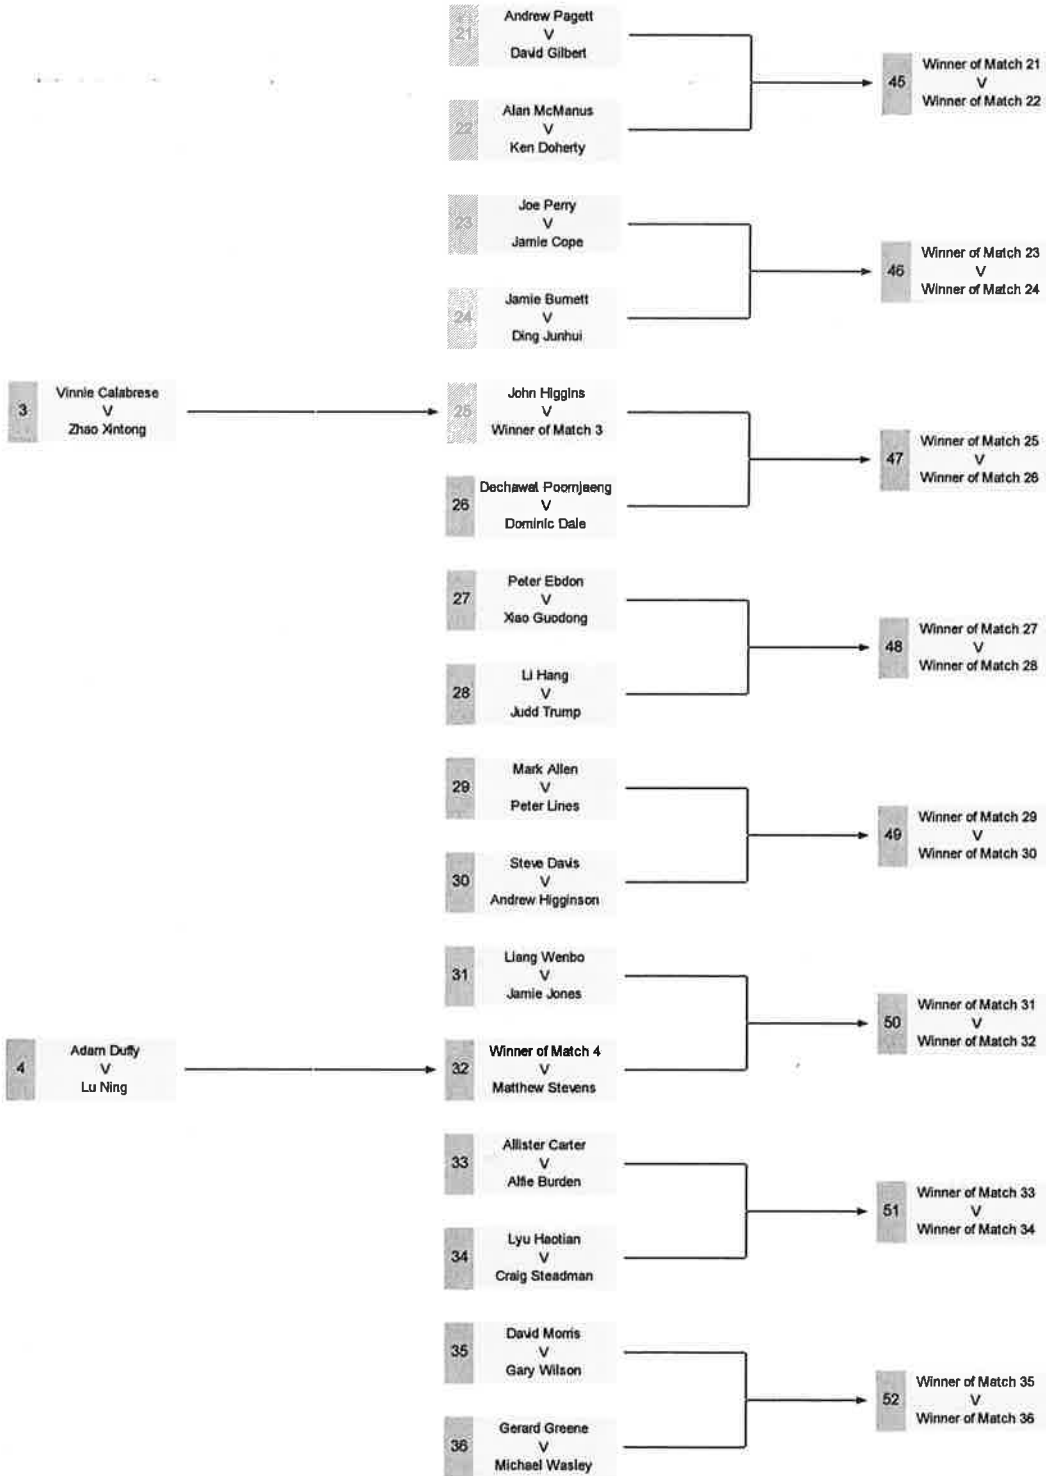 21
Andrew Pagett
V
David Gilbert
45
Winner of Match 21
V
Winner of Match 22
22
Alan McManus
V
Ken Doherty
23
Joe Perry
V
Jamie Cope
46
Winner of Match 23
V
Winner of Match 24
24
Jamie Burnett
V
Ding Junhui
3
Vinnie Calabrese
V
Zhao Xintong
25
John Higgins
V
Winner of Match 3
47
Winner of Match 25
V
Winner of Match 26
26
Dechawat Poomjaeng
V
Dominic Dale
27
Peter Ebdon
V
Xiao Guodong
48
Winner of Match 27
V
Winner of Match 28
28
Li Hang
V
Judd Trump
29
Mark Allen
V
Peter Lines
49
Winner of Match 29
V
Winner of Match 30
30
Steve Davis
V
Andrew Higginson
31
Liang Wenbo
V
Jamie Jones
50
Winner of Match 31
V
Winner of Match 32
4
Adam Duffy
V
Lu Ning
32
Winner of Match 4
V
Matthew Stevens
33
Allister Carter
V
Alfie Burden
51
Winner of Match 33
V
Winner of Match 34
34
Lyu Haotian
V
Craig Steadman
35
David Morris
V
Gary Wilson
52
Winner of Match 35
V
Winner of Match 36
36
Gerard Greene
V
Michael Wasley